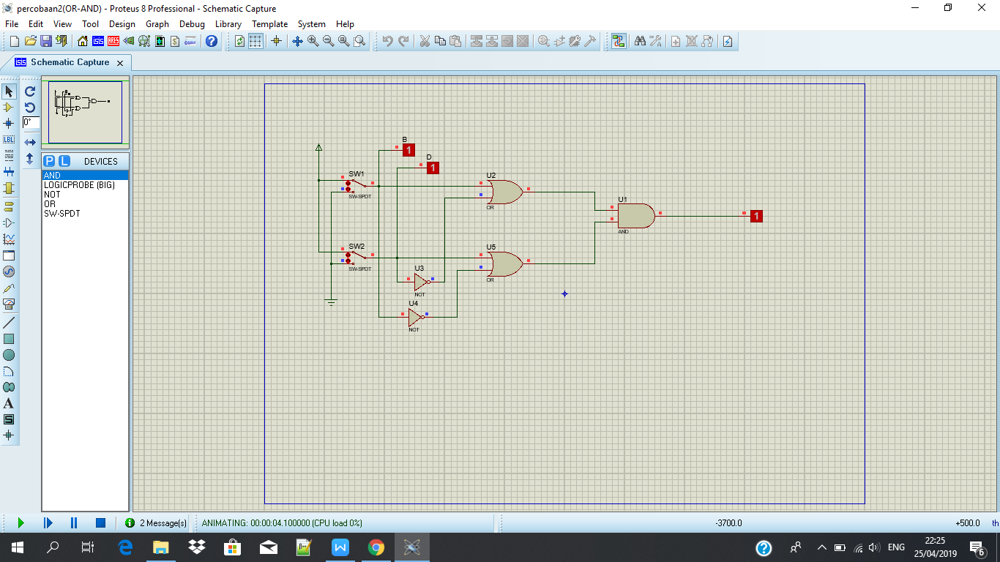 percobaan2(OR-AND) - Proteus 8 Professional - Schematic Capture
File Edit View Tool Design Graph Debug Library Template System Help
Schematic Capture
0°
LBL
P L DEVICES
AND
LOGICPROBE (BIG)
NOT
OR
SW-SPDT
A
S
B
1
D
1
SW1
SW-SPDT
U2
OR
U1
AND
1
SW2
SW-SPDT
U5
OR
U3
NOT
U4
NOT
2 Message(s) ANIMATING: 00:00:04.100000 (CPU load 0%) -3700.0 +500.0 th
ENG
22:25
25/04/2019
6